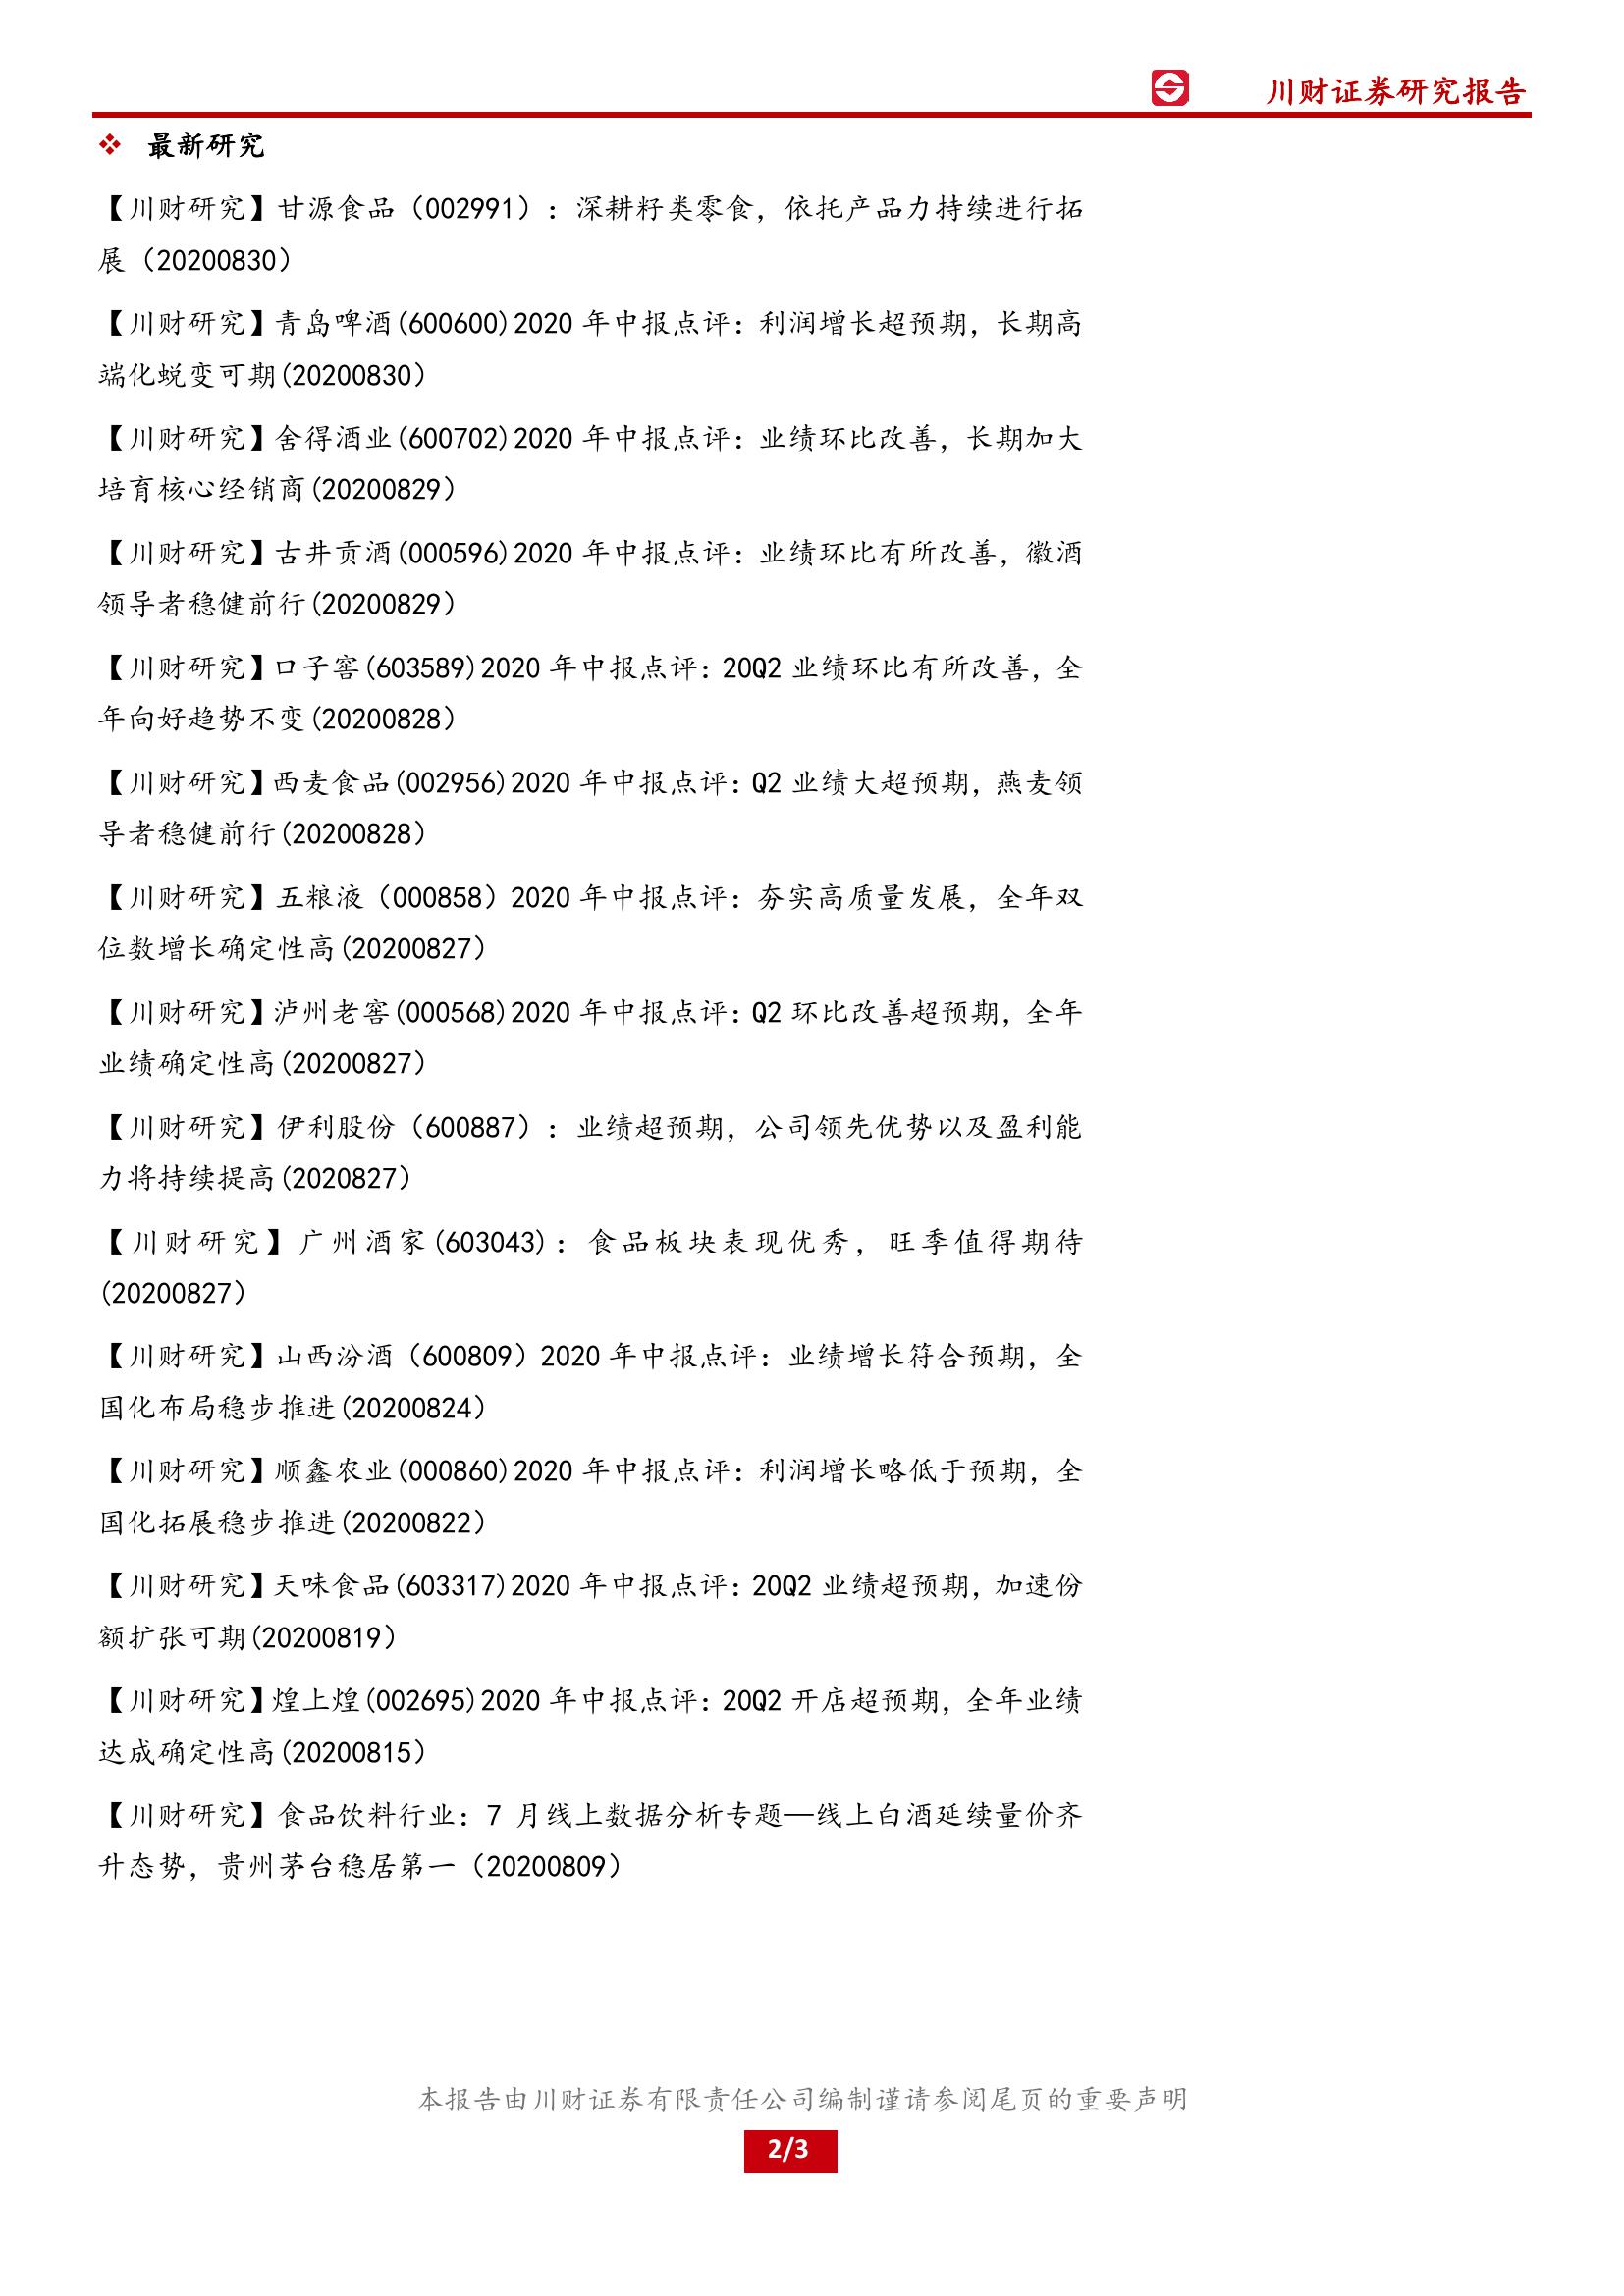 川财证券研究报告
❖ 最新研究
【川财研究】甘源食品（002991）：深耕籽类零食，依托产品力持续进行拓
展（20200830）
【川财研究】青岛啤酒(600600)2020 年中报点评：利润增长超预期，长期高
端化蜕变可期(20200830）
【川财研究】舍得酒业(600702)2020 年中报点评：业绩环比改善，长期加大
培育核心经销商(20200829）
【川财研究】古井贡酒(000596)2020 年中报点评：业绩环比有所改善，徽酒
领导者稳健前行(20200829）
【川财研究】口子窖(603589)2020 年中报点评：20Q2 业绩环比有所改善，全
年向好趋势不变(20200828）
【川财研究】西麦食品(002956)2020 年中报点评：Q2 业绩大超预期，燕麦领
导者稳健前行(20200828）
【川财研究】五粮液（000858）2020 年中报点评：夯实高质量发展，全年双
位数增长确定性高(20200827）
【川财研究】泸州老窖(000568)2020 年中报点评：Q2 环比改善超预期，全年
业绩确定性高(20200827）
【川财研究】伊利股份（600887）：业绩超预期，公司领先优势以及盈利能
力将持续提高(2020827）
【川财研究】广州酒家(603043)：食品板块表现优秀，旺季值得期待
(20200827）
【川财研究】山西汾酒（600809）2020 年中报点评：业绩增长符合预期，全
国化布局稳步推进(20200824）
【川财研究】顺鑫农业(000860)2020 年中报点评：利润增长略低于预期，全
国化拓展稳步推进(20200822）
【川财研究】天味食品(603317)2020 年中报点评：20Q2 业绩超预期，加速份
额扩张可期(20200819）
【川财研究】煌上煌(002695)2020 年中报点评：20Q2 开店超预期，全年业绩
达成确定性高(20200815）
【川财研究】食品饮料行业：7 月线上数据分析专题—线上白酒延续量价齐
升态势，贵州茅台稳居第一（20200809）
本报告由川财证券有限责任公司编制谨请参阅尾页的重要声明
2/3